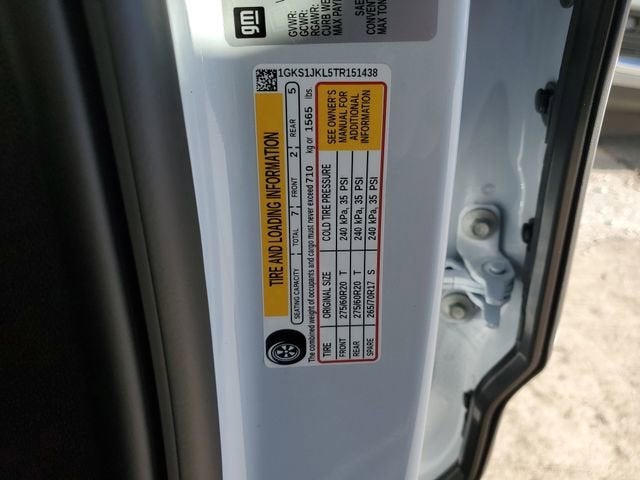 gm
GVWR:
GCWR:
RGAWR:
CURB WE
MAX PAY
SAE
CONVENT
MAX TON
1GKS1JKL5TR151438
TIRE AND LOADING INFORMATION
SEATING CAPACITY TOTAL 7 FRONT 2 REAR 5
The combined weight of occupants and cargo must never exceed 710 kg or 1565 lbs.
TIRE ORIGINAL SIZE COLD TIRE PRESSURE
FRONT 275/60R20 T 240 kPa, 35 PSI
REAR 275/60R20 T 240 kPa, 35 PSI
SPARE 265/70R17 S 240 kPa, 35 PSI
SEE OWNER'S
MANUAL FOR
ADDITIONAL
INFORMATION